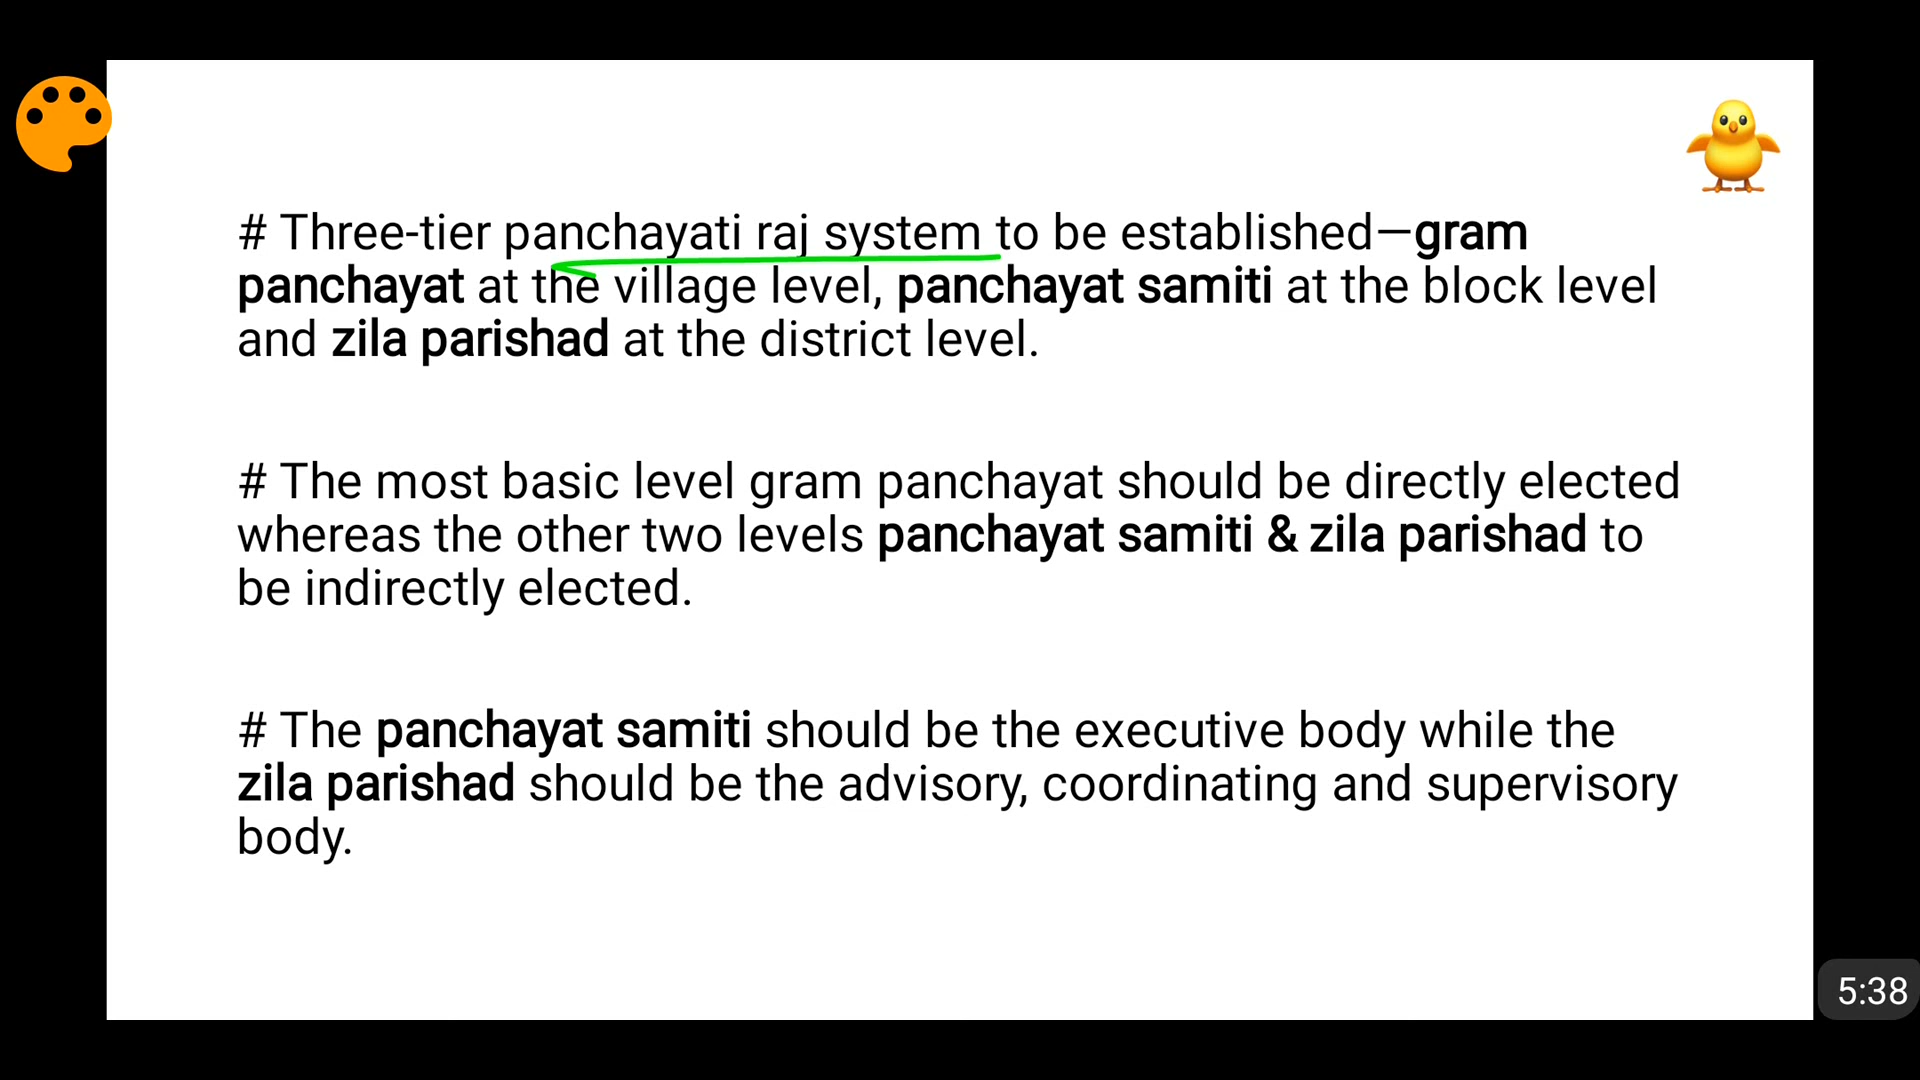 # Three-tier panchayati raj system to be established—gram
panchayat at the village level, panchayat samiti at the block level
and zila parishad at the district level.
# The most basic level gram panchayat should be directly elected
whereas the other two levels panchayat samiti & zila parishad to
be indirectly elected.
# The panchayat samiti should be the executive body while the
zila parishad should be the advisory, coordinating and supervisory
body.
5:38